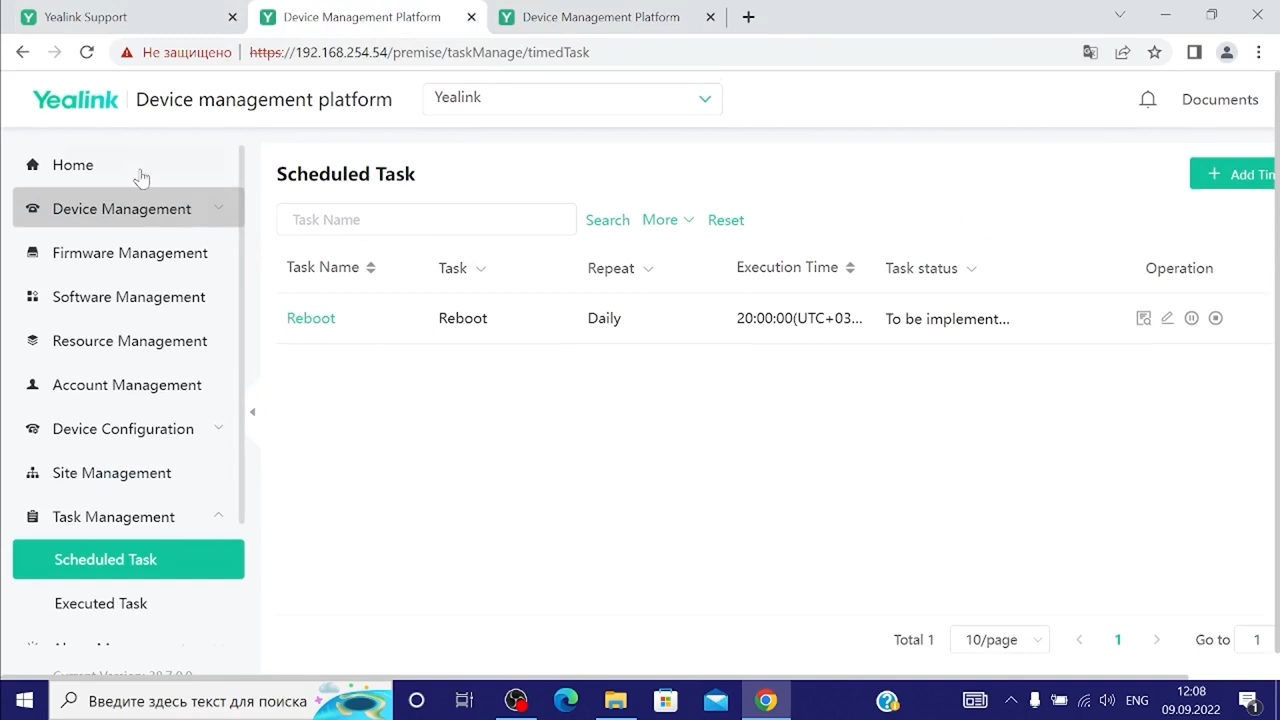 Yealink Support
Device Management Platform
Device Management Platform
Не защищено
https://192.168.254.54/premise/taskManage/timedTask
Yealink
Device management platform
Yealink
Documents
Home
Device Management
Firmware Management
Software Management
Resource Management
Account Management
Device Configuration
Site Management
Task Management
Scheduled Task
Executed Task
Scheduled Task
Add Tin
Task Name
Search
More
Reset
Task Name
Task
Repeat
Execution Time
Task status
Operation
Reboot
Reboot
Daily
20:00:00(UTC+03...
To be implement...
Total 1
10/page
1
Go to
1
Введите здесь текст для поиска
ENG
12:08
09.09.2022
1